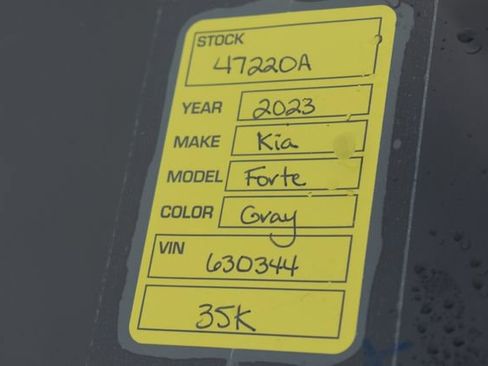 STOCK
47220A
YEAR 2023
MAKE Kia
MODEL Forte
COLOR Gray
VIN
630344
35K